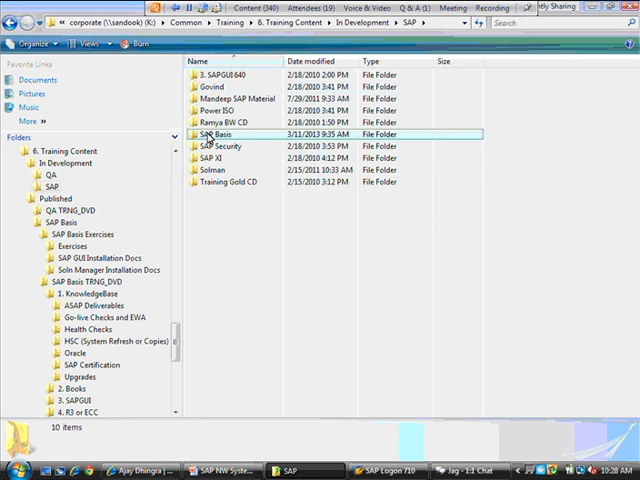 Content (340) Attendees (19) Voice & Video Q & A (1) Meeting Recording ntly Sharing
corporate (\\sandook) (K:) Common Training 6. Training Content In Development SAP Search
Organize Views Burn
Favorite Links
Documents
Pictures
Music
More »
Folders
6. Training Content
In Development
QA
SAP
Published
QA TRNG_DVD
SAP Basis
SAP Basis Exercises
Exercises
SAP GUI Installation Docs
Soln Manager Installation Docs
SAP Basis TRNG_DVD
1. KnowledgeBase
ASAP Deliverables
Go-live Checks and EWA
Health Checks
HSC (System Refresh or Copies)
Oracle
SAP Certification
Upgrades
2. Books
3. SAPGUI
4. R3 or ECC
Name Date modified Type Size
3. SAPGUI 640 2/18/2010 2:00 PM File Folder
Govind 2/18/2010 3:41 PM File Folder
Mandeep SAP Material 7/29/2011 9:33 AM File Folder
Power ISO 2/18/2010 3:41 PM File Folder
Ramya BW CD 2/18/2010 1:50 PM File Folder
SAP Basis 3/11/2013 9:35 AM File Folder
SAP Security 2/18/2010 3:53 PM File Folder
SAP XI 2/18/2010 4:12 PM File Folder
Solman 2/15/2011 10:33 AM File Folder
Training Gold CD 2/15/2010 3:12 PM File Folder
10 items
Ajay Dhingra ... SAP NW Syste... SAP SAP Logon 710 Jag - 1:1 Chat 10:28 AM